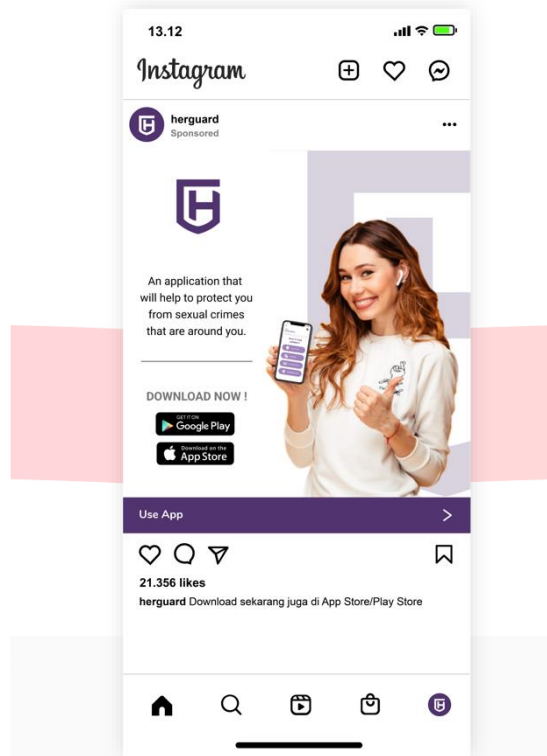 13.12
Instagram
herguard
Sponsored
An application that
will help to protect you
from sexual crimes
that are around you.
DOWNLOAD NOW !
GET IT ON
Google Play
Download on the
App Store
Use App
21.356 likes
herguard Download sekarang juga di App Store/Play Store